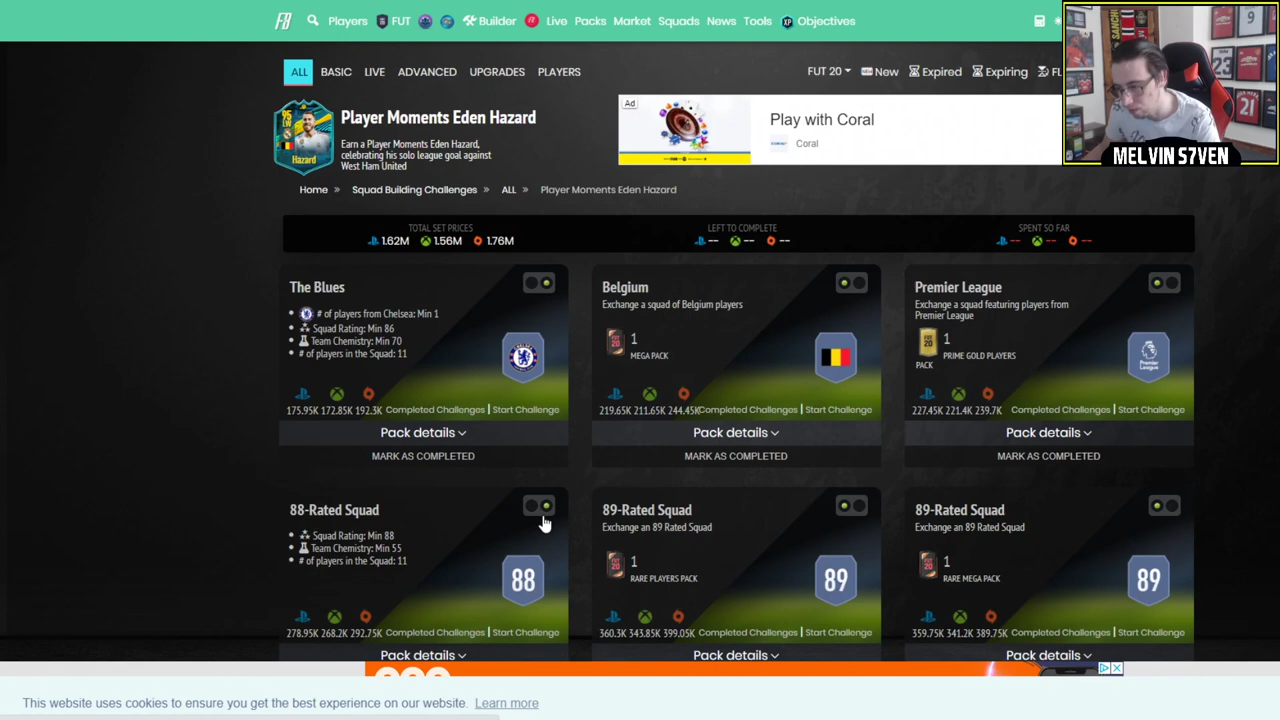 Players FUT Builder Live Packs Market Squads News Tools XP Objectives
ALL BASIC LIVE ADVANCED UPGRADES PLAYERS FUT 20 New Expired Expiring FL
95
LW
Hazard
Player Moments Eden Hazard
Earn a Player Moments Eden Hazard,
celebrating his solo league goal against
West Ham United
Ad
Play with Coral
Coral
MELVIN S7VEN
Home » Squad Building Challenges » ALL » Player Moments Eden Hazard
TOTAL SET PRICES LEFT TO COMPLETE SPENT SO FAR
1.62M 1.56M 1.76M -- -- -- -- -- --
The Blues
# of players from Chelsea: Min 1
Squad Rating: Min 86
Team Chemistry: Min 70
# of players in the Squad: 11
175.95K 172.85K 192.3K Completed Challenges | Start Challenge
Pack details
MARK AS COMPLETED
Belgium
Exchange a squad of Belgium players
1
MEGA PACK
219.65K 211.65K 244.45K Completed Challenges | Start Challenge
Pack details
MARK AS COMPLETED
Premier League
Exchange a squad featuring players from
Premier League
1
PRIME GOLD PLAYERS
PACK
Premier
League
227.45K 221.4K 239.7K Completed Challenges | Start Challenge
Pack details
MARK AS COMPLETED
88-Rated Squad
Squad Rating: Min 88
Team Chemistry: Min 55
# of players in the Squad: 11
88
278.95K 268.2K 292.75K Completed Challenges | Start Challenge
Pack details
89-Rated Squad
Exchange an 89 Rated Squad
1
RARE PLAYERS PACK
89
360.3K 343.85K 399.05K Completed Challenges | Start Challenge
Pack details
89-Rated Squad
Exchange an 89 Rated Squad
1
RARE MEGA PACK
89
359.75K 341.2K 389.75K Completed Challenges | Start Challenge
Pack details
This website uses cookies to ensure you get the best experience on our website. Learn more